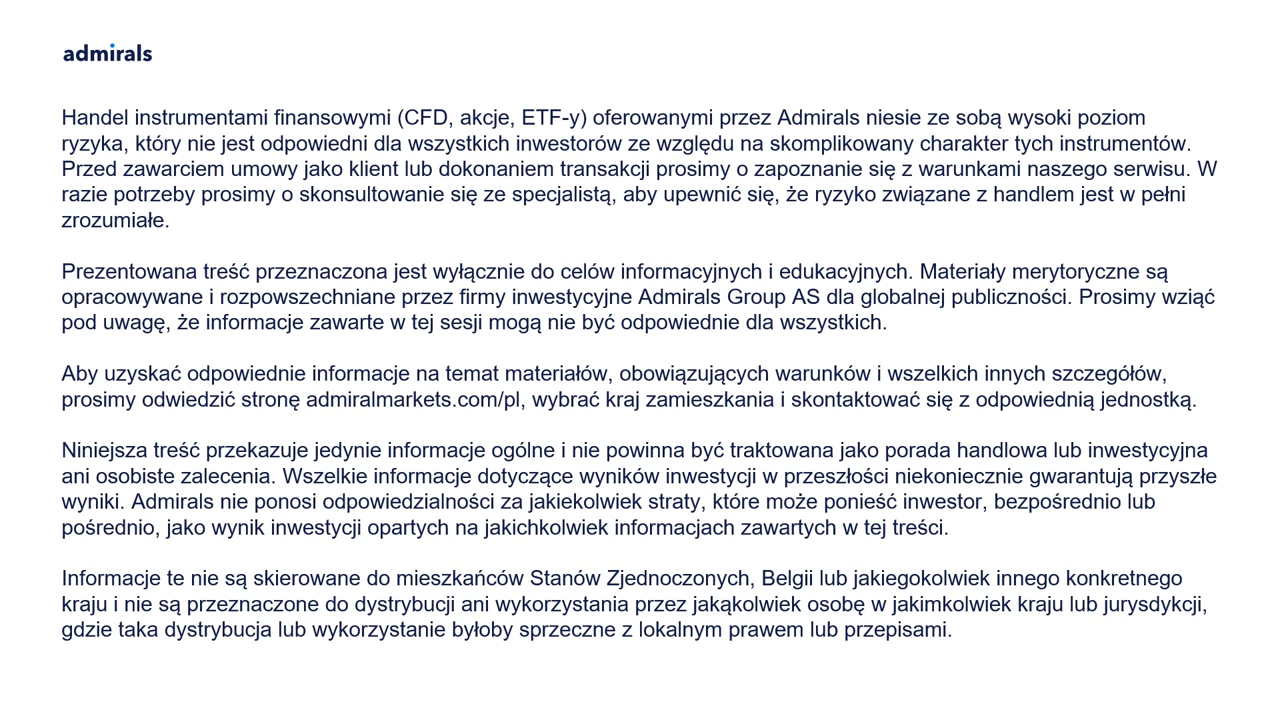 admirals
Handel instrumentami finansowymi (CFD, akcje, ETF-y) oferowanymi przez Admirals niesie ze sobą wysoki poziom
ryzyka, który nie jest odpowiedni dla wszystkich inwestorów ze względu na skomplikowany charakter tych instrumentów.
Przed zawarciem umowy jako klient lub dokonaniem transakcji prosimy o zapoznanie się z warunkami naszego serwisu. W
razie potrzeby prosimy o skonsultowanie się ze specjalistą, aby upewnić się, że ryzyko związane z handlem jest w pełni
zrozumiałe.
Prezentowana treść przeznaczona jest wyłącznie do celów informacyjnych i edukacyjnych. Materiały merytoryczne są
opracowywane i rozpowszechniane przez firmy inwestycyjne Admirals Group AS dla globalnej publiczności. Prosimy wziąć
pod uwagę, że informacje zawarte w tej sesji mogą nie być odpowiednie dla wszystkich.
Aby uzyskać odpowiednie informacje na temat materiałów, obowiązujących warunków i wszelkich innych szczegółów,
prosimy odwiedzić stronę admiralmarkets.com/pl, wybrać kraj zamieszkania i skontaktować się z odpowiednią jednostką.
Niniejsza treść przekazuje jedynie informacje ogólne i nie powinna być traktowana jako porada handlowa lub inwestycyjna
ani osobiste zalecenia. Wszelkie informacje dotyczące wyników inwestycji w przeszłości niekoniecznie gwarantują przyszłe
wyniki. Admirals nie ponosi odpowiedzialności za jakiekolwiek straty, które może ponieść inwestor, bezpośrednio lub
pośrednio, jako wynik inwestycji opartych na jakichkolwiek informacjach zawartych w tej treści.
Informacje te nie są skierowane do mieszkańców Stanów Zjednoczonych, Belgii lub jakiegokolwiek innego konkretnego
kraju i nie są przeznaczone do dystrybucji ani wykorzystania przez jakąkolwiek osobę w jakimkolwiek kraju lub jurysdykcji,
gdzie taka dystrybucja lub wykorzystanie byłoby sprzeczne z lokalnym prawem lub przepisami.